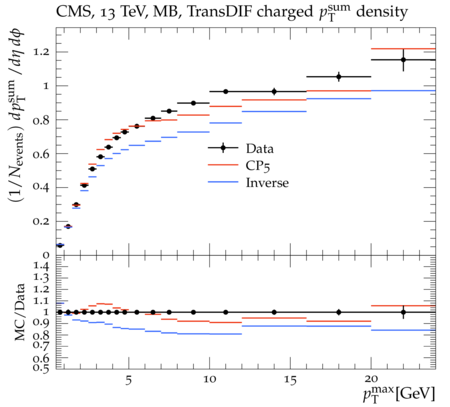 CMS, 13 TeV, MB, TransDIF charged p_T^sum density
(1/N_events) dp_T^sum/dη dϕ
1.2
1
0.8
0.6
0.4
0.2
0
Data
CP5
Inverse
MC/Data
1.4
1.3
1.2
1.1
1
0.9
0.8
0.7
0.6
0.5
5 10 15 20
p_T^max[GeV]